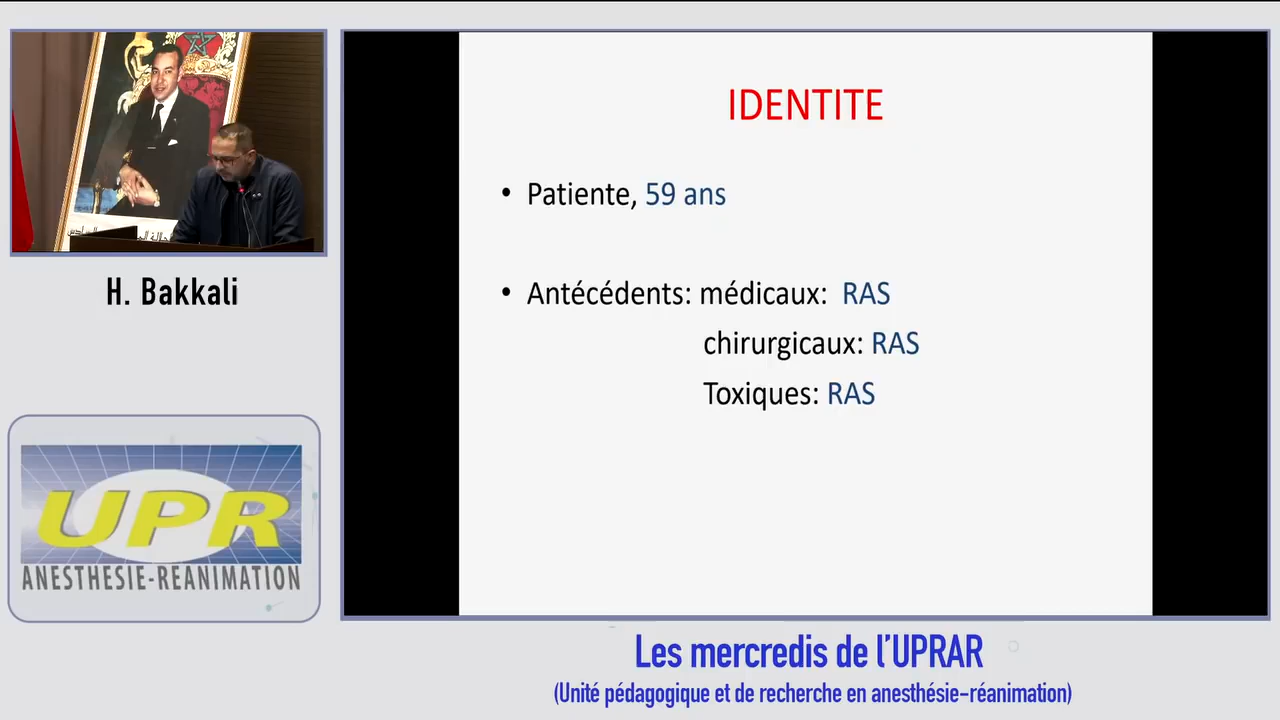 IDENTITE
• Patiente, 59 ans
• Antécédents: médicaux: RAS
chirurgicaux: RAS
Toxiques: RAS
H. Bakkali
UPR
ANESTHESIE-REANIMATION
Les mercredis de l'UPRAR
(Unité pédagogique et de recherche en anesthésie-réanimation)